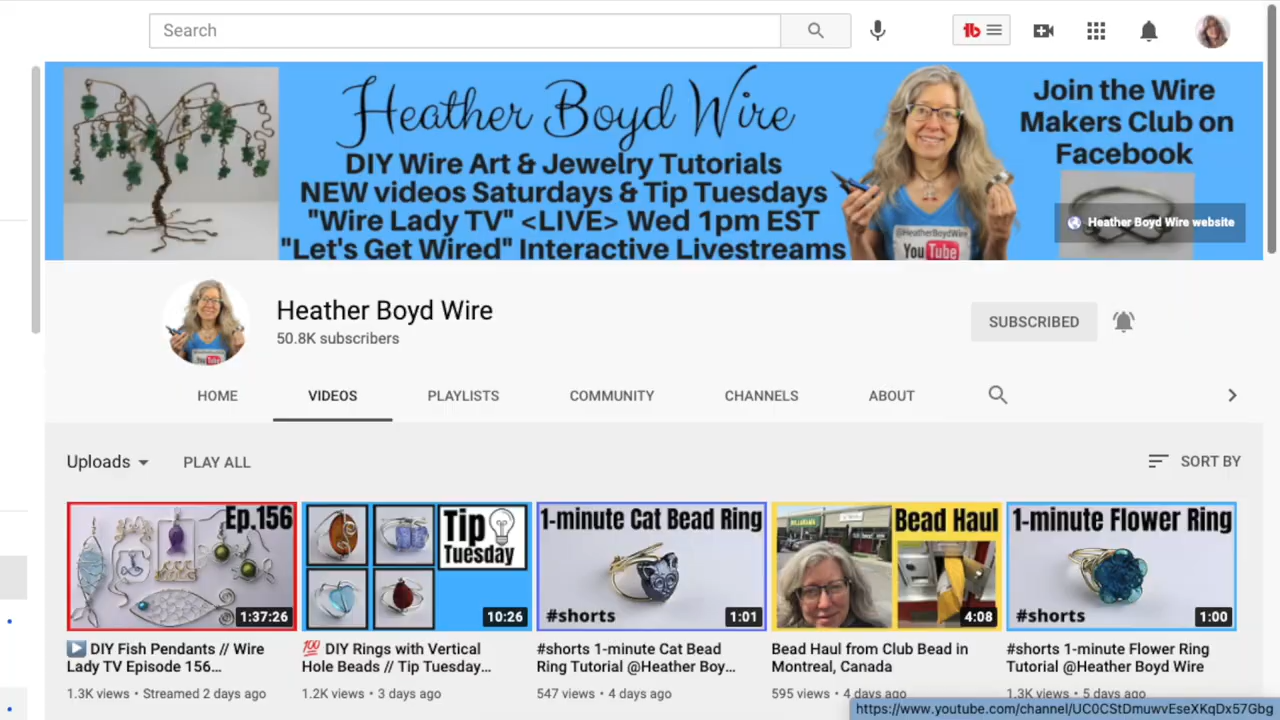 Search
Heather Boyd Wire
DIY Wire Art & Jewelry Tutorials
NEW videos Saturdays & Tip Tuesdays
"Wire Lady TV" <LIVE> Wed 1pm EST
"Let's Get Wired" Interactive Livestreams
@HeatherBoydWire
YouTube
Join the Wire
Makers Club on
Facebook
Heather Boyd Wire website
Heather Boyd Wire
50.8K subscribers
SUBSCRIBED
HOME
VIDEOS
PLAYLISTS
COMMUNITY
CHANNELS
ABOUT
Uploads
PLAY ALL
SORT BY
Ep.156
1:37:26
▶️ DIY Fish Pendants // Wire
Lady TV Episode 156...
1.3K views • Streamed 2 days ago
Tip
Tuesday
10:26
💯 DIY Rings with Vertical
Hole Beads // Tip Tuesday...
1.2K views • 3 days ago
1-minute Cat Bead Ring
#shorts
1:01
#shorts 1-minute Cat Bead
Ring Tutorial @Heather Boy...
547 views • 4 days ago
Bead Haul
4:08
Bead Haul from Club Bead in
Montreal, Canada
595 views • 4 days ago
1-minute Flower Ring
#shorts
1:00
#shorts 1-minute Flower Ring
Tutorial @Heather Boyd Wire
1.3K views • 5 days ago
https://www.youtube.com/channel/UC0CStDmuwvEseXKqDx57Gbg